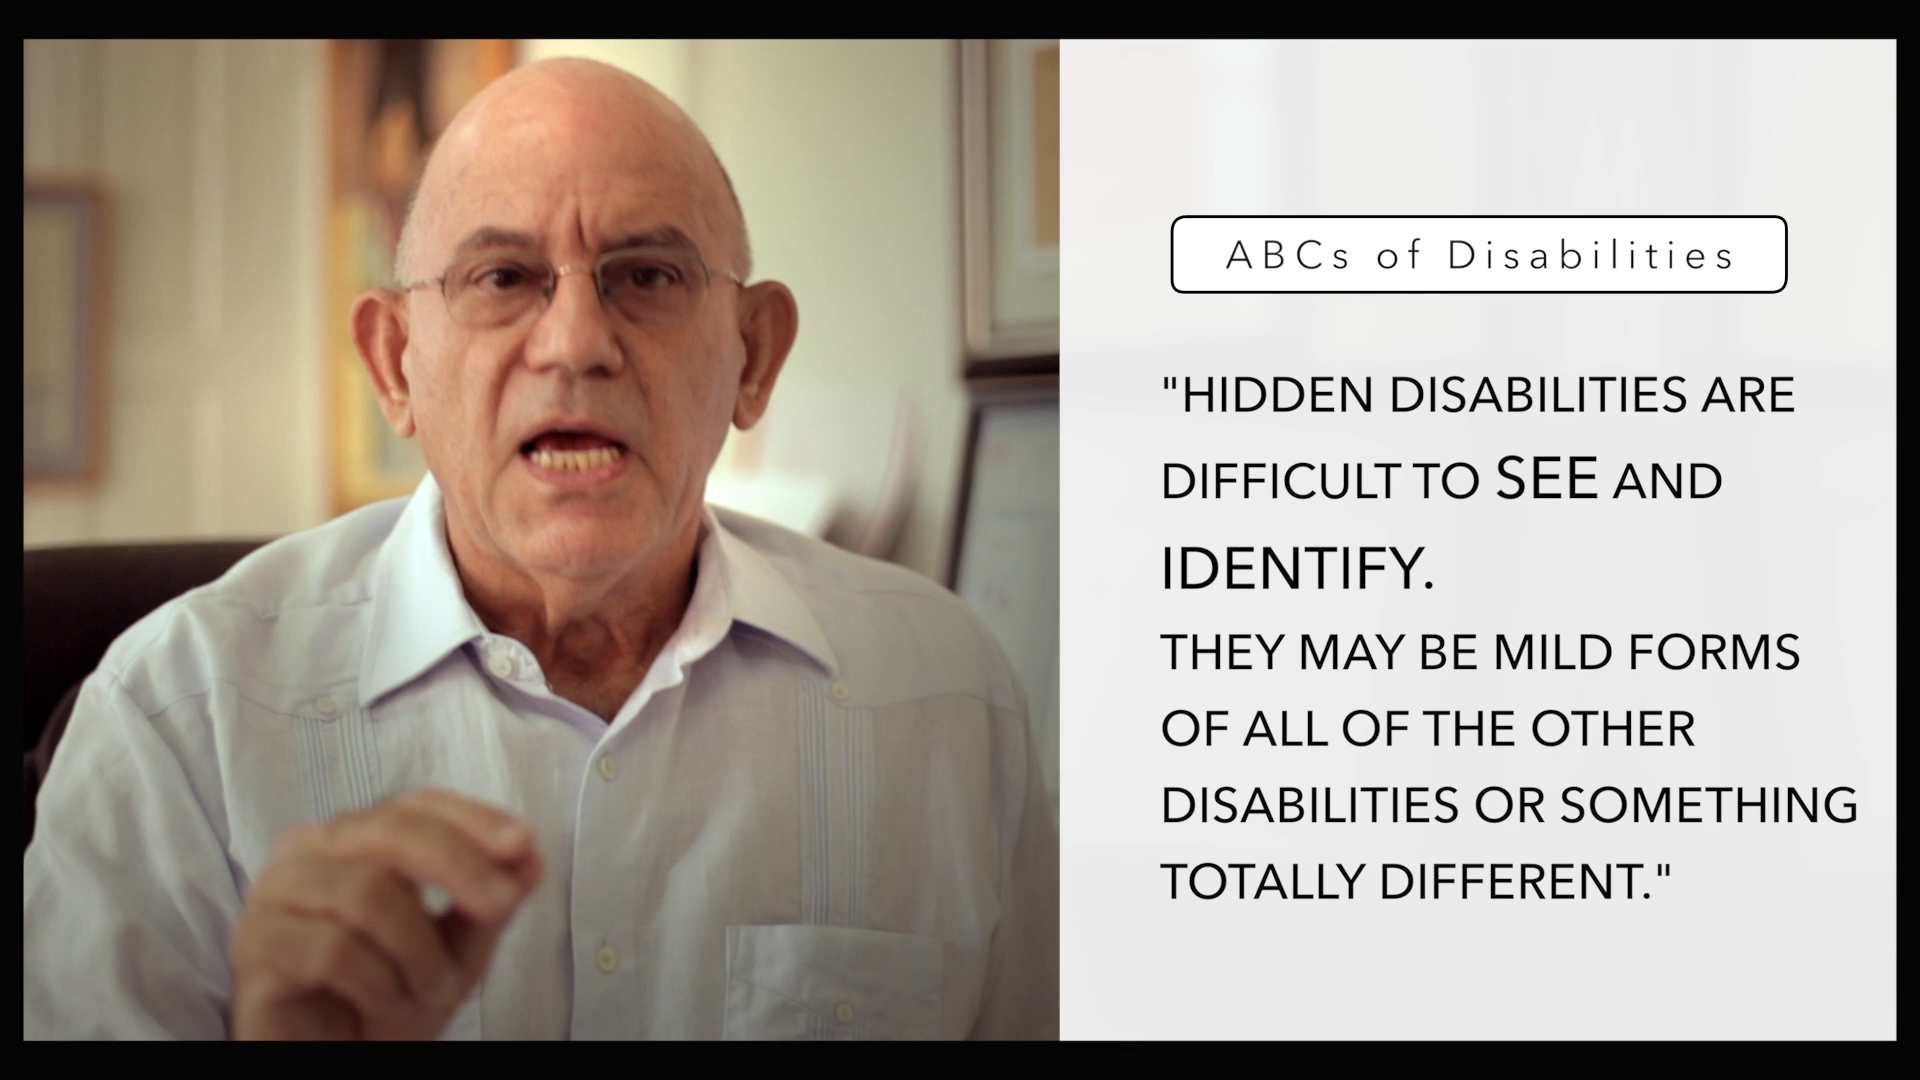 ABCs of Disabilities
"HIDDEN DISABILITIES ARE
DIFFICULT TO SEE AND
IDENTIFY.
THEY MAY BE MILD FORMS
OF ALL OF THE OTHER
DISABILITIES OR SOMETHING
TOTALLY DIFFERENT."